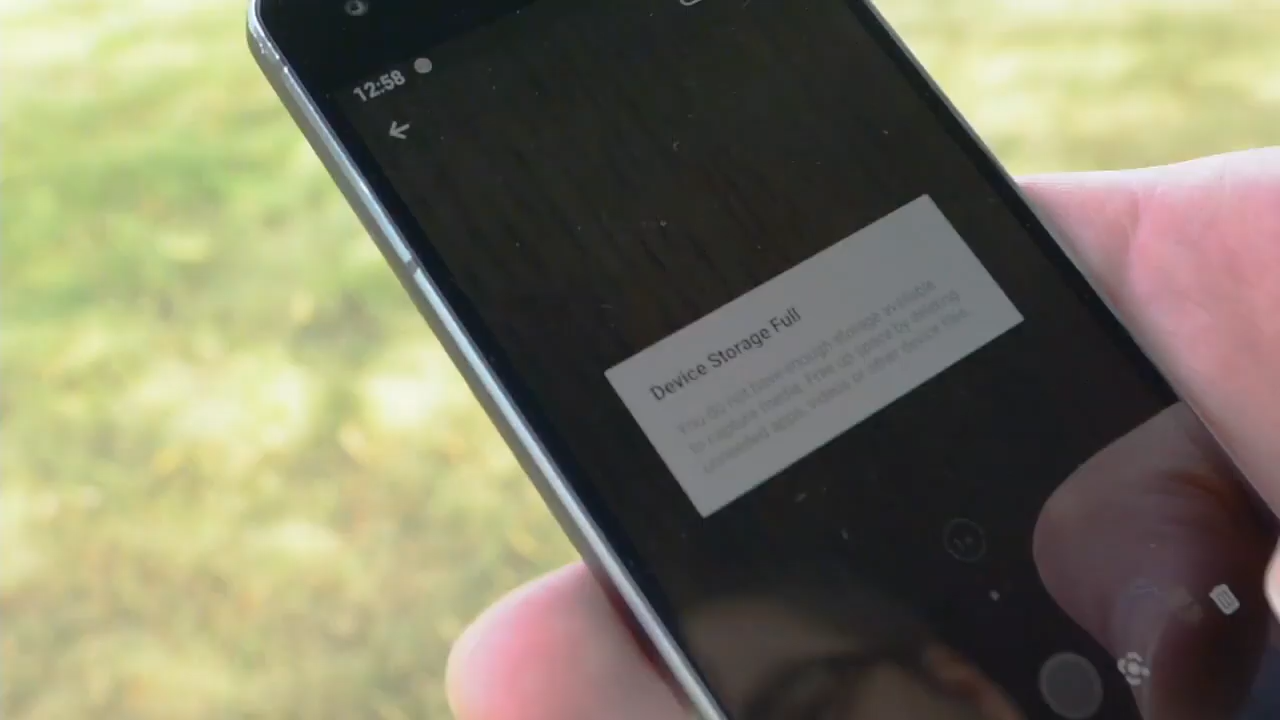 12:58
Device Storage Full
You do not have enough storage available
to capture media. Free up space by deleting
unneeded apps, videos or other device files.